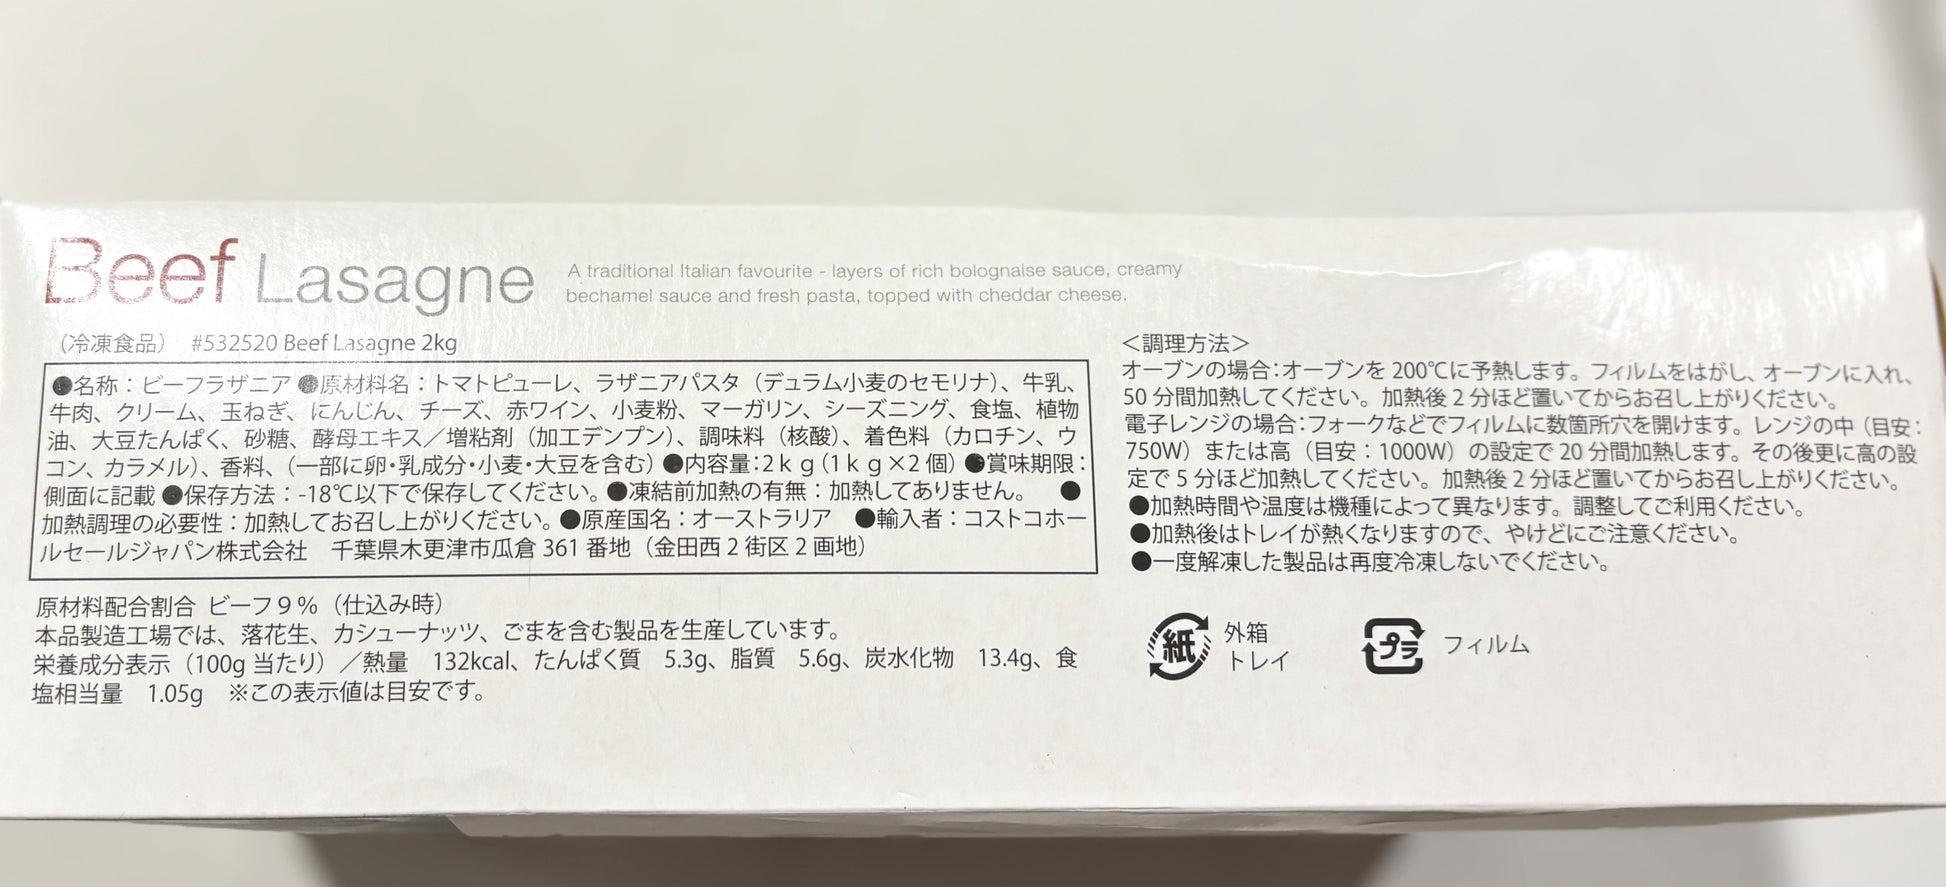 Beef Lasagne
A traditional Italian favourite - layers of rich bolognaise sauce, creamy
bechamel sauce and fresh pasta, topped with cheddar cheese.
（冷凍食品） #532520 Beef Lasagne 2kg
●名称：ビーフラザニア ●原材料名：トマトピューレ、ラザニアパスタ（デュラム小麦のセモリナ）、牛乳、
牛肉、クリーム、玉ねぎ、にんじん、チーズ、赤ワイン、小麦粉、マーガリン、シーズニング、食塩、植物
油、大豆たんぱく、砂糖、酵母エキス／増粘剤（加工デンプン）、調味料（核酸）、着色料（カロチン、ウ
コン、カラメル）、香料、（一部に卵・乳成分・小麦・大豆を含む）●内容量：2ｋｇ（1ｋｇ×2個）●賞味期限：
側面に記載 ●保存方法：-18℃以下で保存してください。●凍結前加熱の有無：加熱してありません。 ●
加熱調理の必要性：加熱してお召し上がりください。●原産国名：オーストラリア ●輸入者：コストコホー
ルセールジャパン株式会社 千葉県木更津市瓜倉 361 番地（金田西2街区2画地）
原材料配合割合 ビーフ9％（仕込み時）
本品製造工場では、落花生、カシューナッツ、ごまを含む製品を生産しています。
栄養成分表示（100g 当たり）／熱量 132kcal、たんぱく質 5.3g、脂質 5.6g、炭水化物 13.4g、食
塩相当量 1.05g ※この表示値は目安です。
＜調理方法＞
オーブンの場合：オーブンを 200℃に予熱します。フィルムをはがし、オーブンに入れ、
50 分間加熱してください。加熱後2分ほど置いてからお召し上がりください。
電子レンジの場合：フォークなどでフィルムに数箇所穴を開けます。レンジの中（目安：
750W）または高（目安：1000W）の設定で 20 分間加熱します。その後更に高の設
定で5分ほど加熱してください。加熱後2分ほど置いてからお召し上がりください。
●加熱時間や温度は機種によって異なります。調整してご利用ください。
●加熱後はトレイが熱くなりますので、やけどにご注意ください。
●一度解凍した製品は再度冷凍しないでください。
紙 外箱
トレイ
プラ フィルム